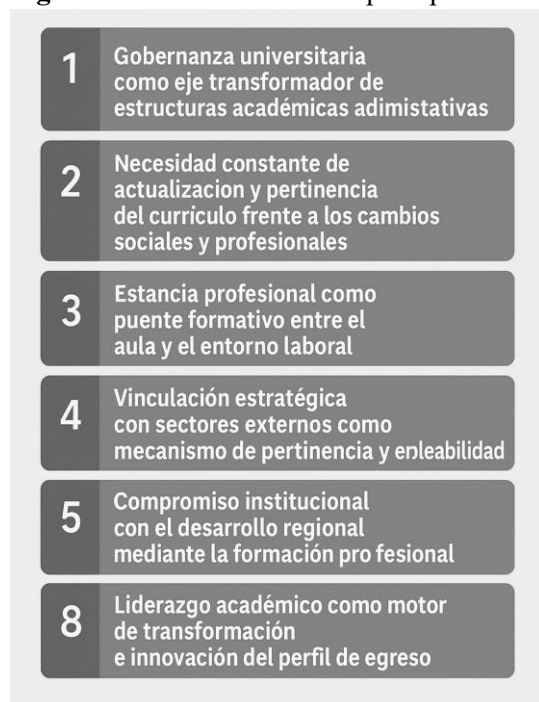 1
Gobernanza universitaria
como eje transformador de
estructuras académicas adimistativas
2
Necesidad constante de
actualizacion y pertinencia
del currículo frente a los cambios
sociales y profesionales
3
Estancia profesional como
puente formativo entre el
aula y el entorno laboral
4
Vinculación estratégica
con sectores externos como
mecanismo de pertinencia y enleabilidad
5
Compromiso institucional
con el desarrollo regional
mediante la formación pro fesional
8
Liderazgo académico como motor
de transformación
e innovación del perfil de egreso